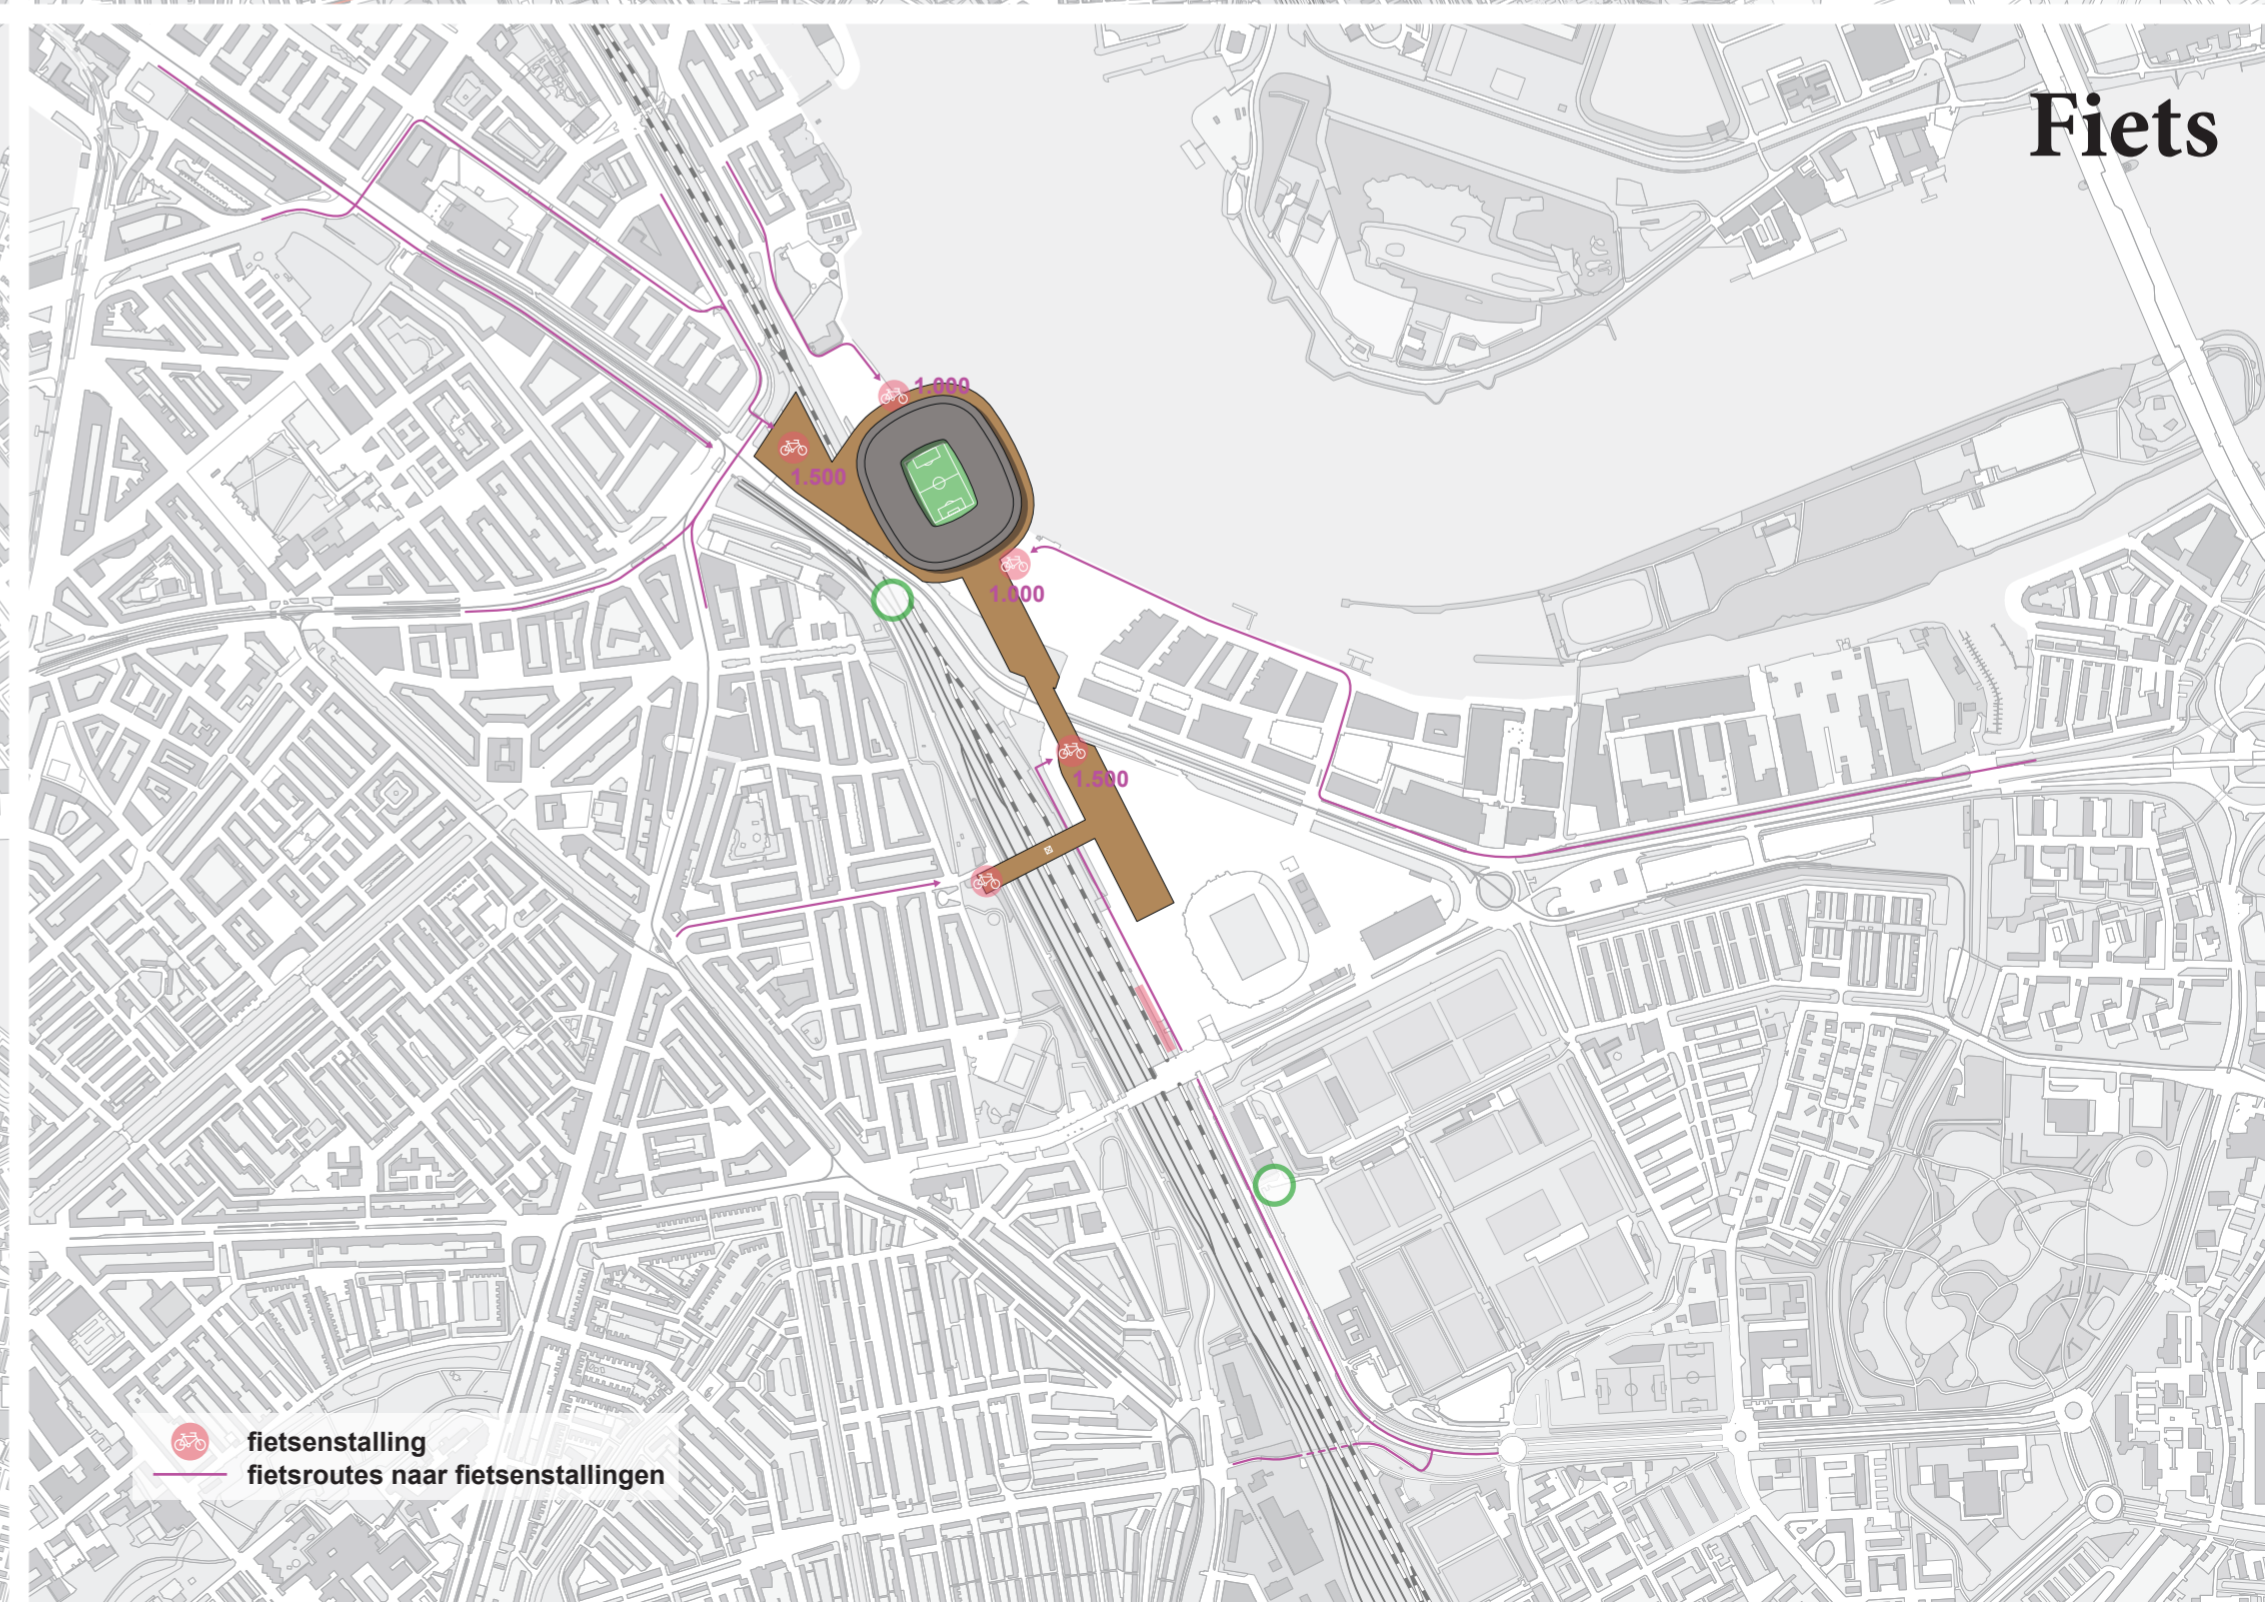 Fiets
1.000
1.500
1.000
1.500
fietsenstalling
fietsroutes naar fietsenstallingen